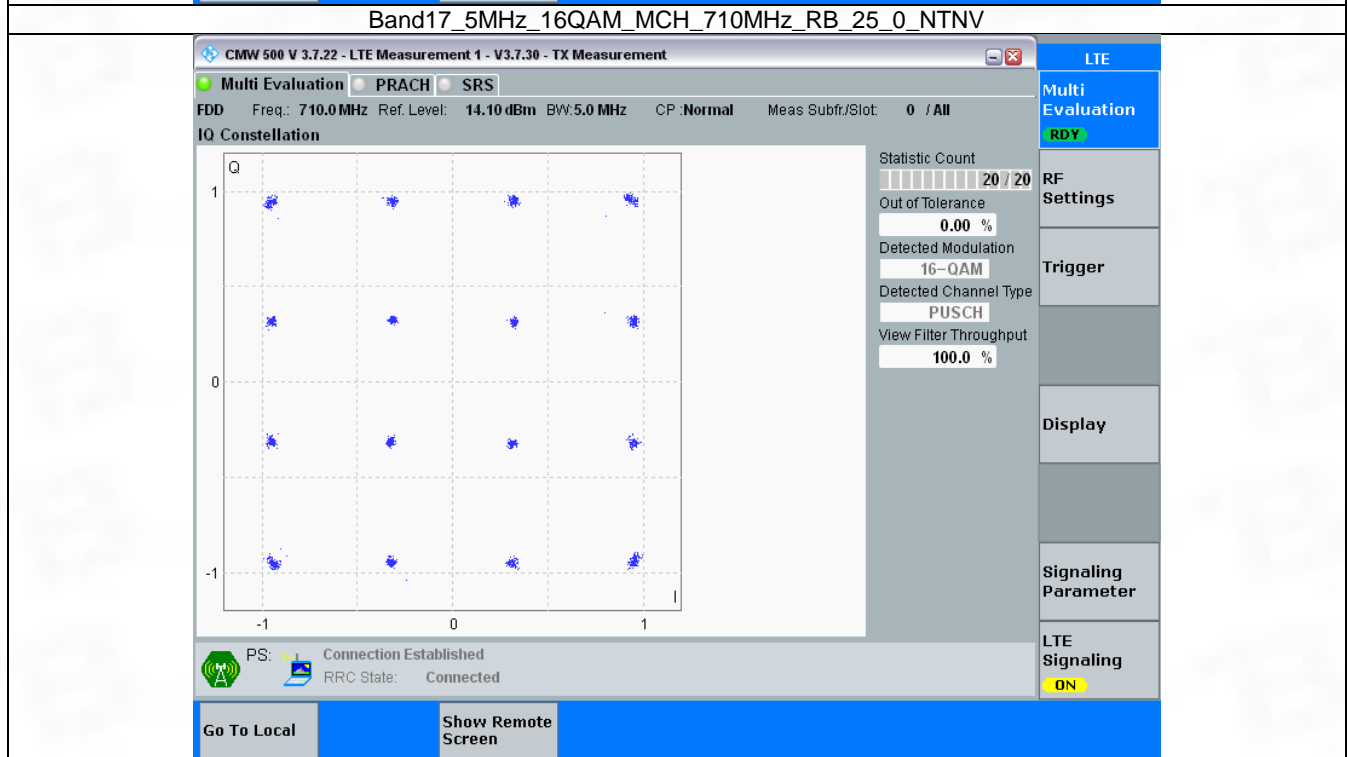 Band17_5MHz_16QAM_MCH_710MHz_RB_25_0_NTNV
CMW 500 V 3.7.22 - LTE Measurement 1 - V3.7.30 - TX Measurement
LTE
Multi Evaluation PRACH SRS
FDD Freq.: 710.0 MHz Ref. Level: 14.10 dBm BW:5.0 MHz CP :Normal Meas Subfr./Slot: 0 / All
IQ Constellation
Q
1
0
-1
I
-1 0 1
Statistic Count
20 / 20
Out of Tolerance
0.00 %
Detected Modulation
16-QAM
Detected Channel Type
PUSCH
View Filter Throughput
100.0 %
Multi
Evaluation
RDY
RF
Settings
Trigger
Display
Signaling
Parameter
LTE
Signaling
ON
PS: Connection Established
RRC State: Connected
Go To Local
Show Remote
Screen